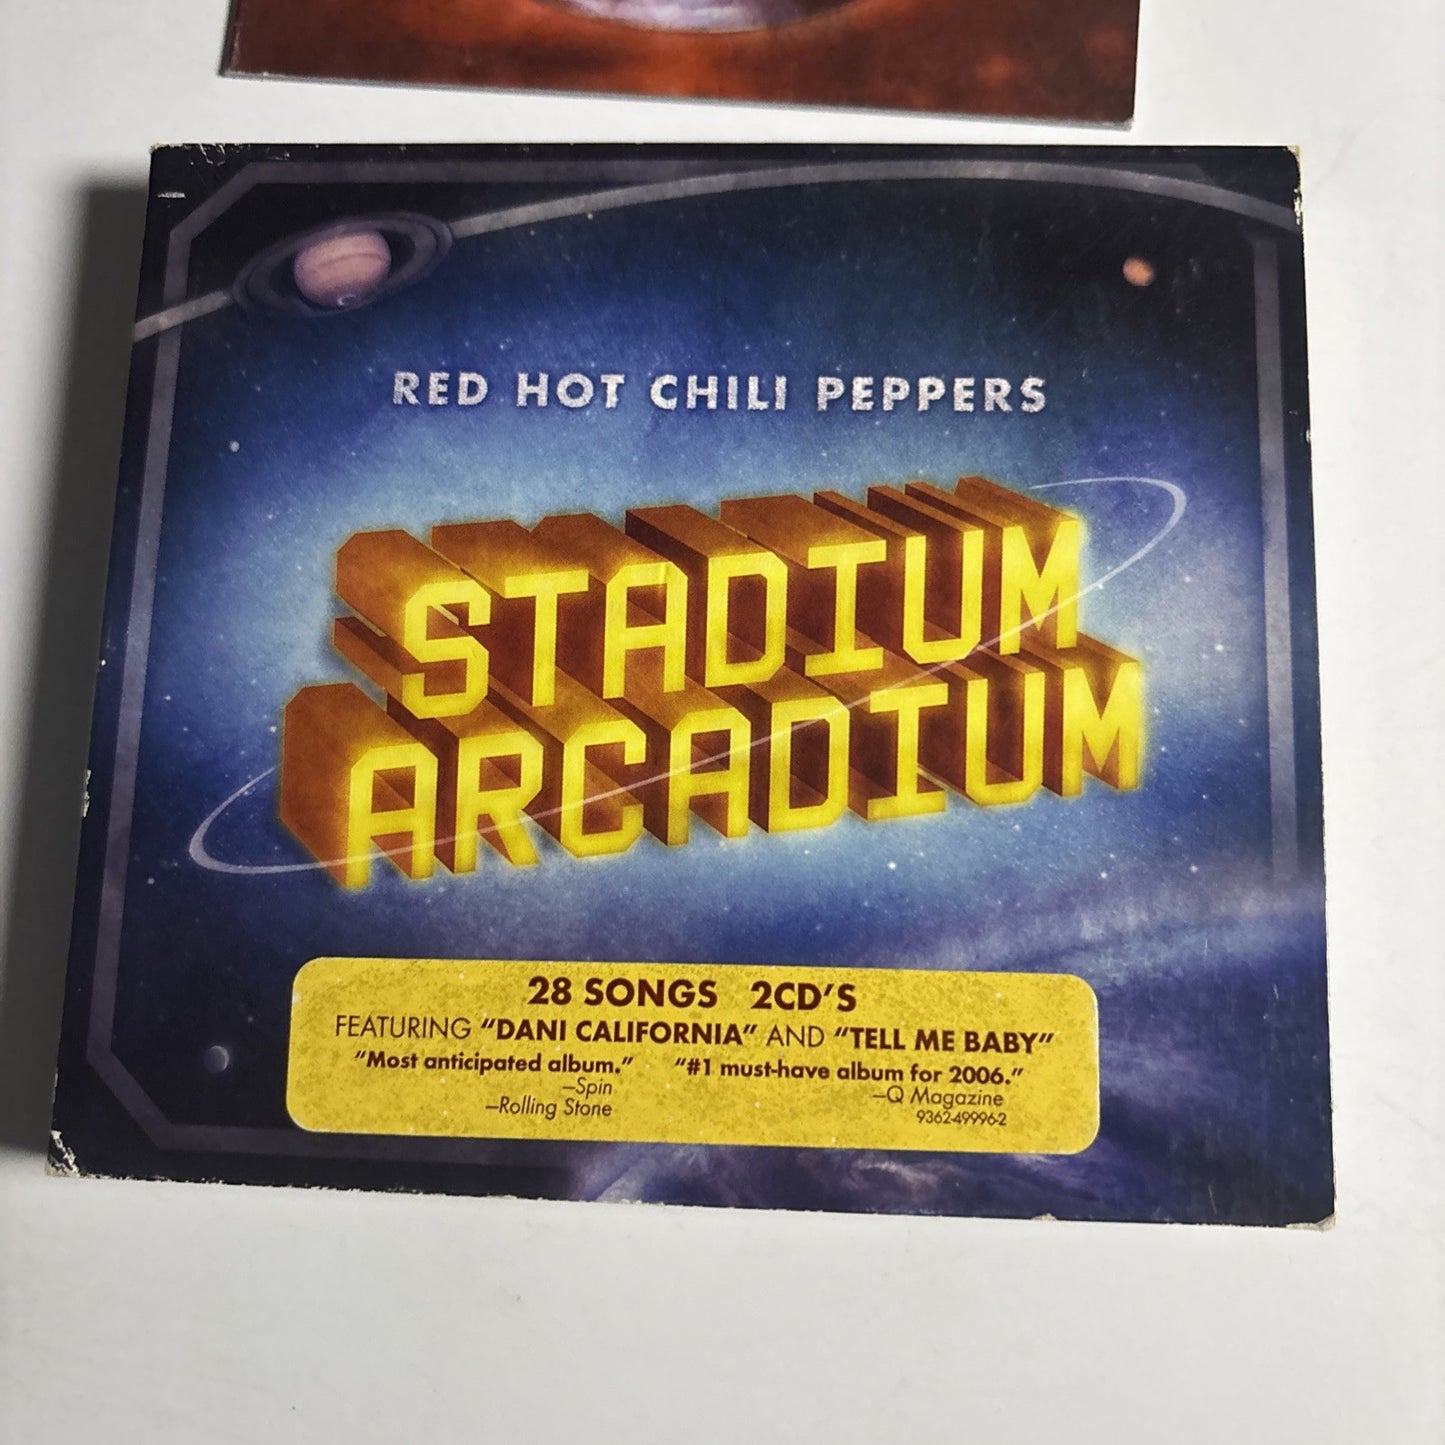 RED HOT CHILI PEPPERS
STADIUM
ARCADIUM
28 SONGS 2CD'S
FEATURING "DANI CALIFORNIA" AND "TELL ME BABY"
"Most anticipated album." "#1 must-have album for 2006."
—Spin —Q Magazine
—Rolling Stone 9362-49996-2